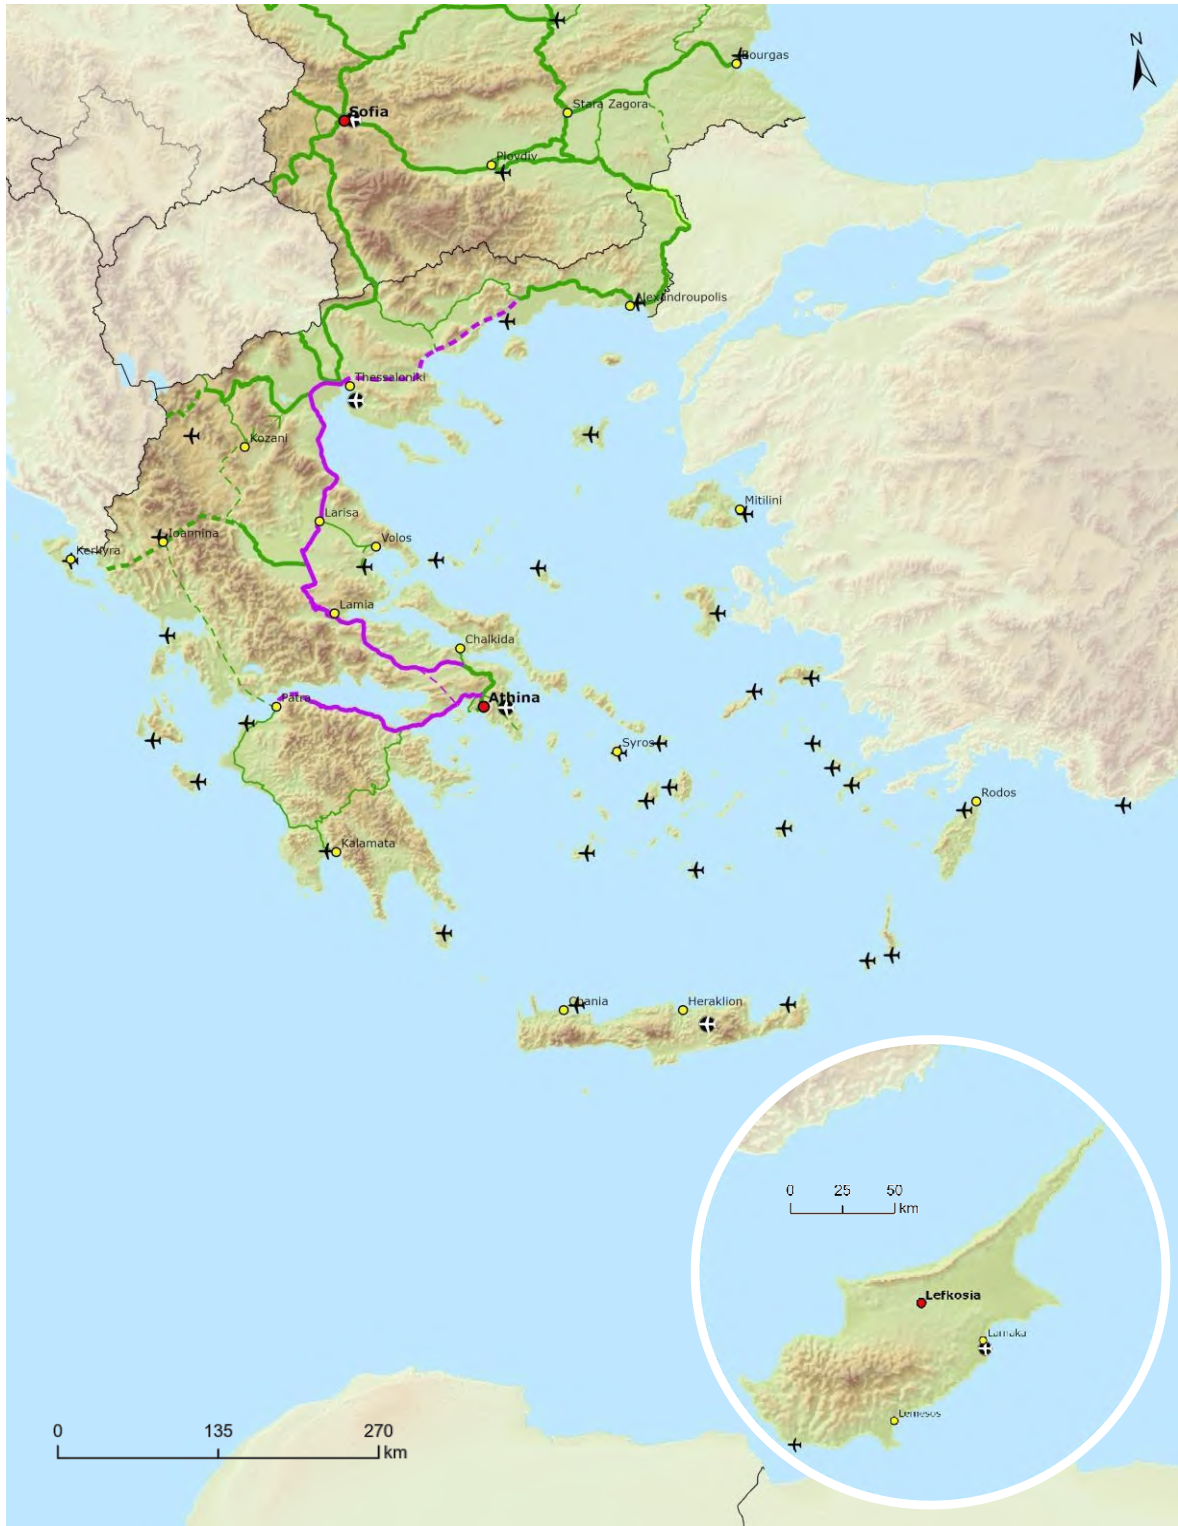 N
Bourgas
Stara Zagora
Sofia
Plovdiv
Alexandroupolis
Thessaloniki
Kozani
Mitilini
Larisa
Ioannina
Volos
Kerkyra
Lamia
Chalkida
Patra
Athina
Syros
Rodos
Kalamata
Chania
Heraklion
0 25 50
km
Lefkosia
Larnaka
Lemesos
0 135 270
km